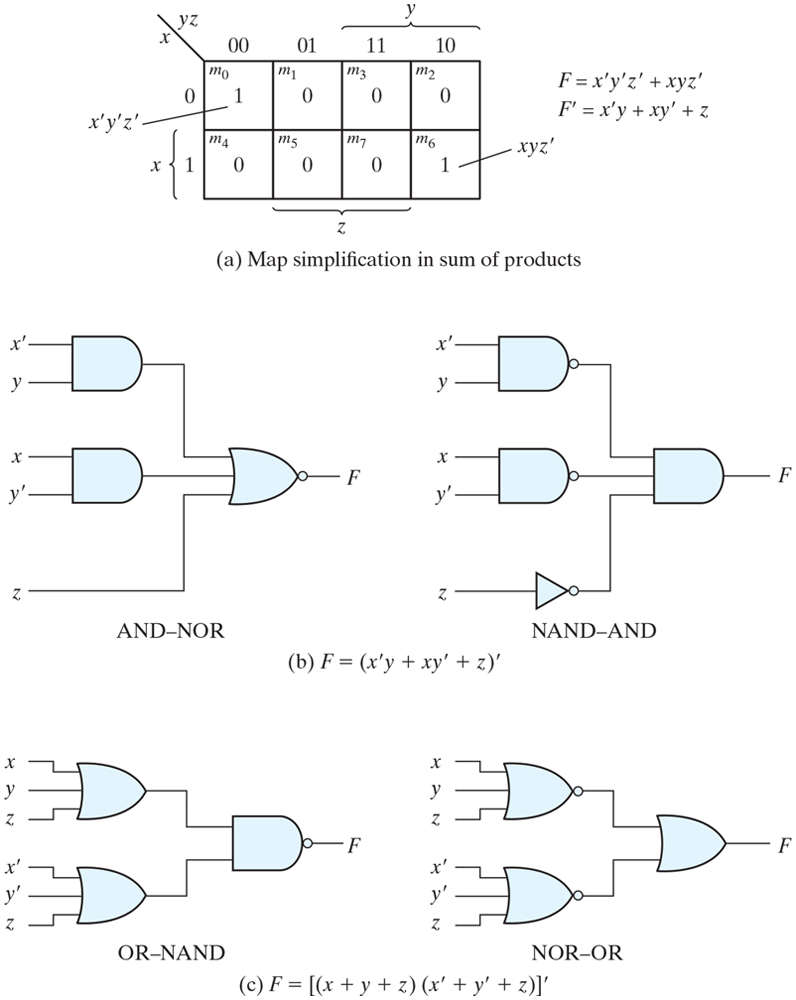 y
yz
x
00 01 11 10
m0 m1 m3 m2
0 1 0 0 0
F = x′y′z′ + xyz′
F′ = x′y + xy′ + z
x′y′z′
m4 m5 m7 m6
x 1 0 0 0 1
xyz′
z
(a) Map simplification in sum of products
x′
y
x
y′
z
F
AND–NOR
x′
y
x
y′
z
F
NAND–AND
(b) F = (x′y + xy′ + z)′
x
y
z
x′
y′
z
F
OR–NAND
x
y
z
x′
y′
z
F
NOR–OR
(c) F = [(x + y + z) (x′ + y′ + z)]′